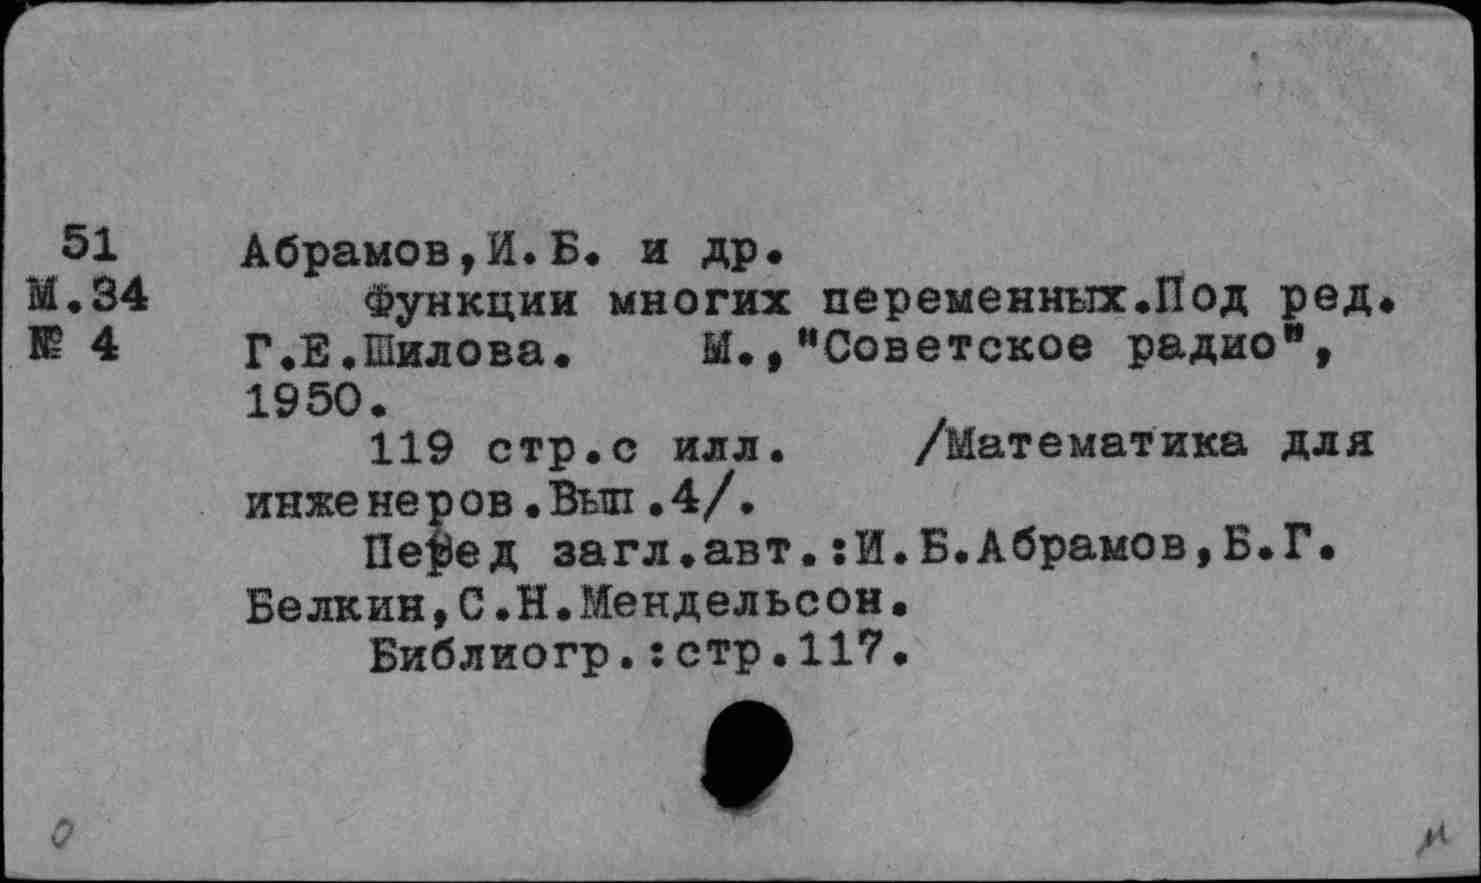 51 Абрамов,И.Б. и др.
М.34 Функции многих переменных.Под ред.
№ 4 Г.Е.Шилова. М.,"Советское радио",
1950.
119 стр.с илл. /Математика для
инженеров.Вып.4/.
Перед загл.авт.:И.Б.Абрамов,Б.Г.
Белкин,С.Н.Мендельсон.
Библиогр.:стр.117.